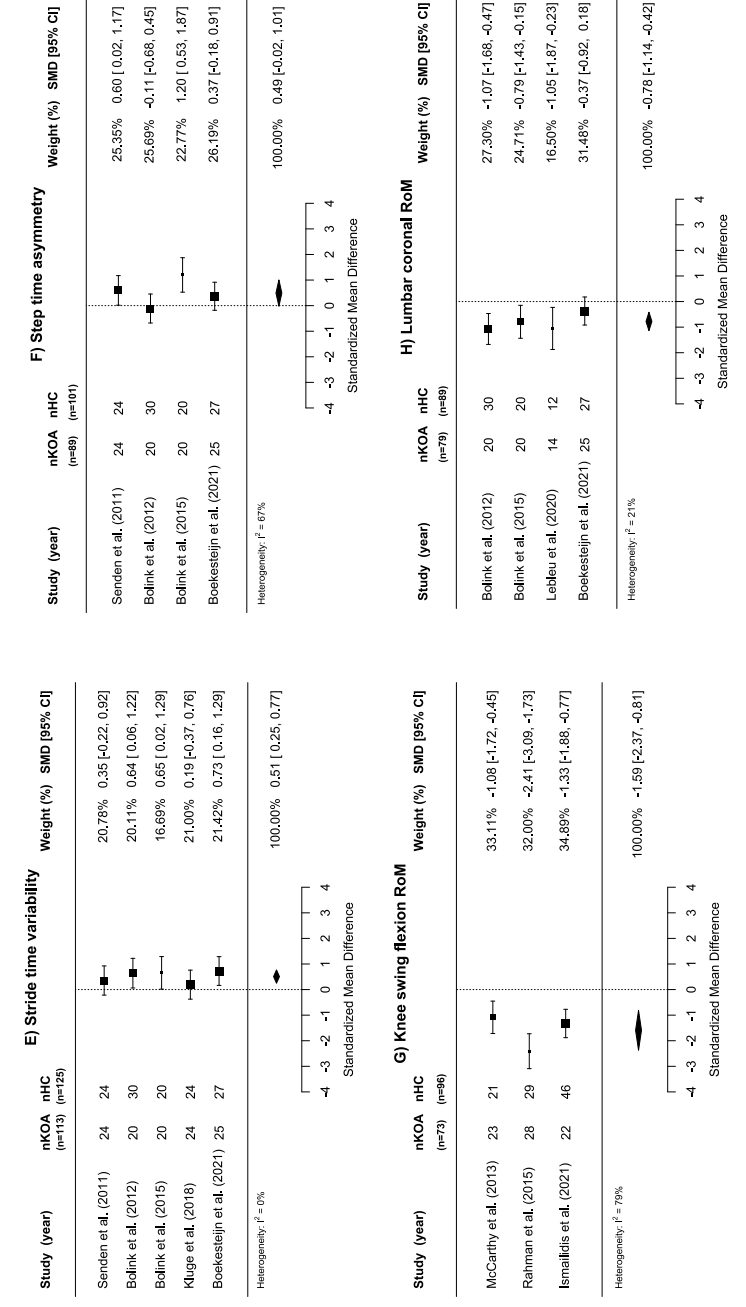 E) Stride time variability
Study (year) nKOA nHC Weight (%) SMD [95% CI]
(n=113) (n=125)
Senden et al. (2011) 24 24 20.78% 0.35 [-0.22, 0.92]
Bolink et al. (2012) 20 30 20.11% 0.64 [ 0.06, 1.22]
Bolink et al. (2015) 20 20 16.69% 0.65 [ 0.02, 1.29]
Kluge et al. (2018) 24 24 21.00% 0.19 [-0.37, 0.76]
Boekesteijn et al. (2021) 25 27 21.42% 0.73 [ 0.16, 1.29]
Heterogeneity: I² = 0% 100.00% 0.51 [ 0.25, 0.77]
-4 -3 -2 -1 0 1 2 3 4
Standardized Mean Difference
F) Step time asymmetry
Study (year) nKOA nHC Weight (%) SMD [95% CI]
(n=89) (n=101)
Senden et al. (2011) 24 24 25.35% 0.60 [ 0.02, 1.17]
Bolink et al. (2012) 20 30 25.69% -0.11 [-0.68, 0.45]
Bolink et al. (2015) 20 20 22.77% 1.20 [ 0.53, 1.87]
Boekesteijn et al. (2021) 25 27 26.19% 0.37 [-0.18, 0.91]
Heterogeneity: I² = 67% 100.00% 0.49 [-0.02, 1.01]
-4 -3 -2 -1 0 1 2 3 4
Standardized Mean Difference
G) Knee swing flexion RoM
Study (year) nKOA nHC Weight (%) SMD [95% CI]
(n=73) (n=96)
McCarthy et al. (2013) 23 21 33.11% -1.08 [-1.72, -0.45]
Rahman et al. (2015) 28 29 32.00% -2.41 [-3.09, -1.73]
Ismailidis et al. (2021) 22 46 34.89% -1.33 [-1.88, -0.77]
Heterogeneity: I² = 79% 100.00% -1.59 [-2.37, -0.81]
-4 -3 -2 -1 0 1 2 3 4
Standardized Mean Difference
H) Lumbar coronal RoM
Study (year) nKOA nHC Weight (%) SMD [95% CI]
(n=79) (n=89)
Bolink et al. (2012) 20 30 27.30% -1.07 [-1.68, -0.47]
Bolink et al. (2015) 20 20 24.71% -0.79 [-1.43, -0.15]
Lebleu et al. (2020) 14 12 16.50% -1.05 [-1.87, -0.23]
Boekesteijn et al. (2021) 25 27 31.48% -0.37 [-0.92, 0.18]
Heterogeneity: I² = 21% 100.00% -0.78 [-1.14, -0.42]
-4 -3 -2 -1 0 1 2 3 4
Standardized Mean Difference